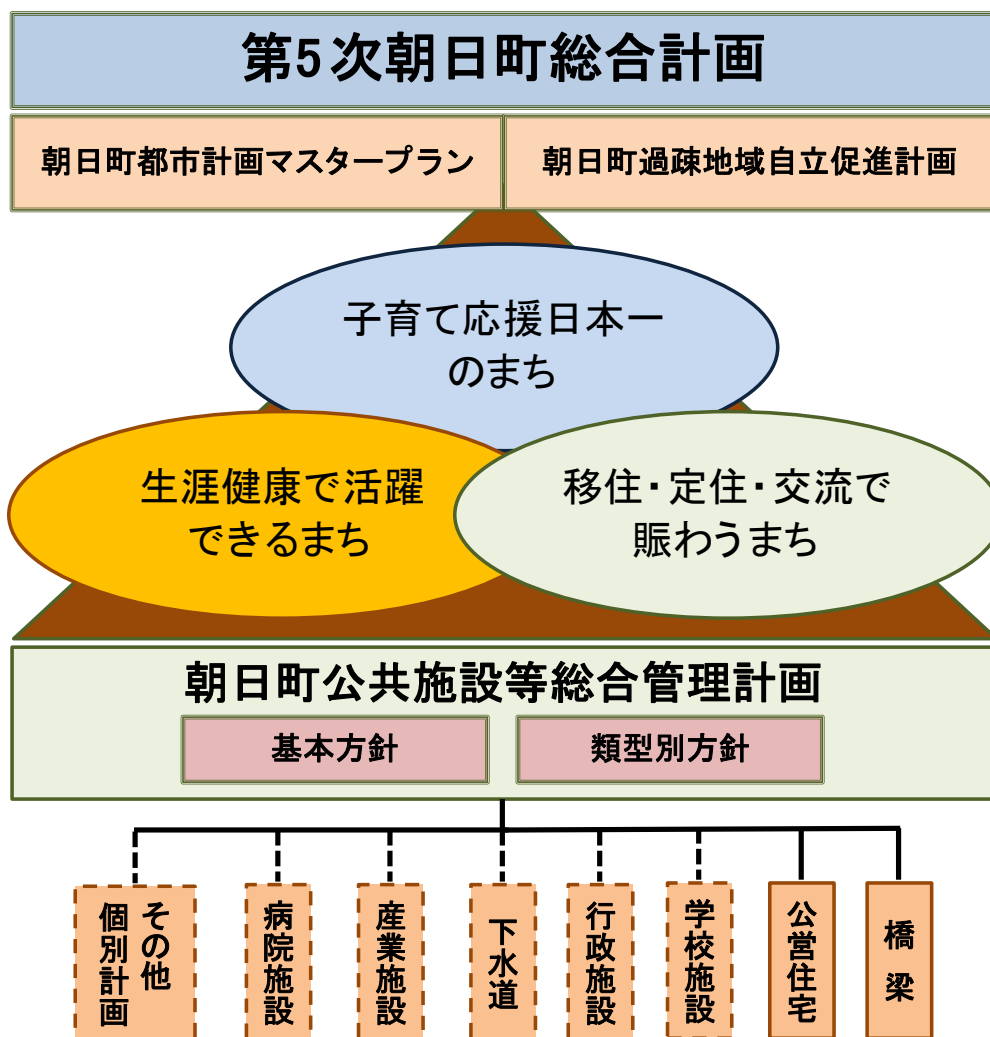 第5次朝日町総合計画
朝日町都市計画マスタープラン
朝日町過疎地域自立促進計画
子育て応援日本一
のまち
生涯健康で活躍
できるまち
移住・定住・交流で
賑わうまち
朝日町公共施設等総合管理計画
基本方針
類型別方針
その他
個別計画
病院施設
産業施設
下水道
行政施設
学校施設
公営住宅
橋梁